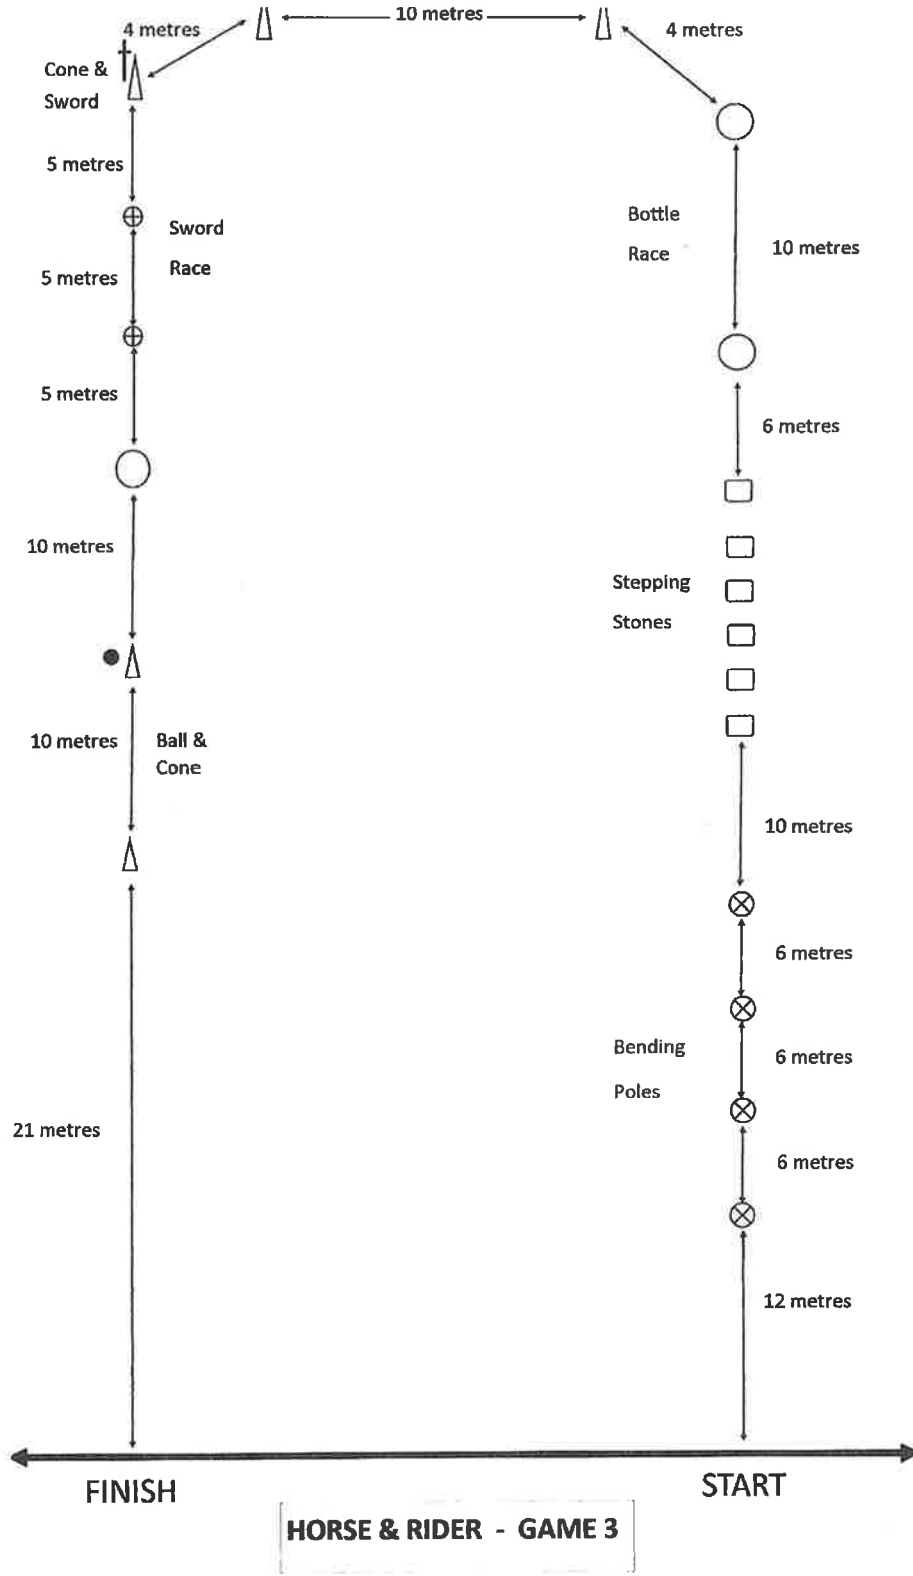 10 metres
4 metres
4 metres
Cone &
Sword
5 metres
Sword
Race
5 metres
5 metres
Bottle
Race
10 metres
6 metres
10 metres
Stepping
Stones
10 metres
Ball &
Cone
10 metres
6 metres
Bending
Poles
6 metres
21 metres
6 metres
12 metres
FINISH
START
HORSE & RIDER - GAME 3